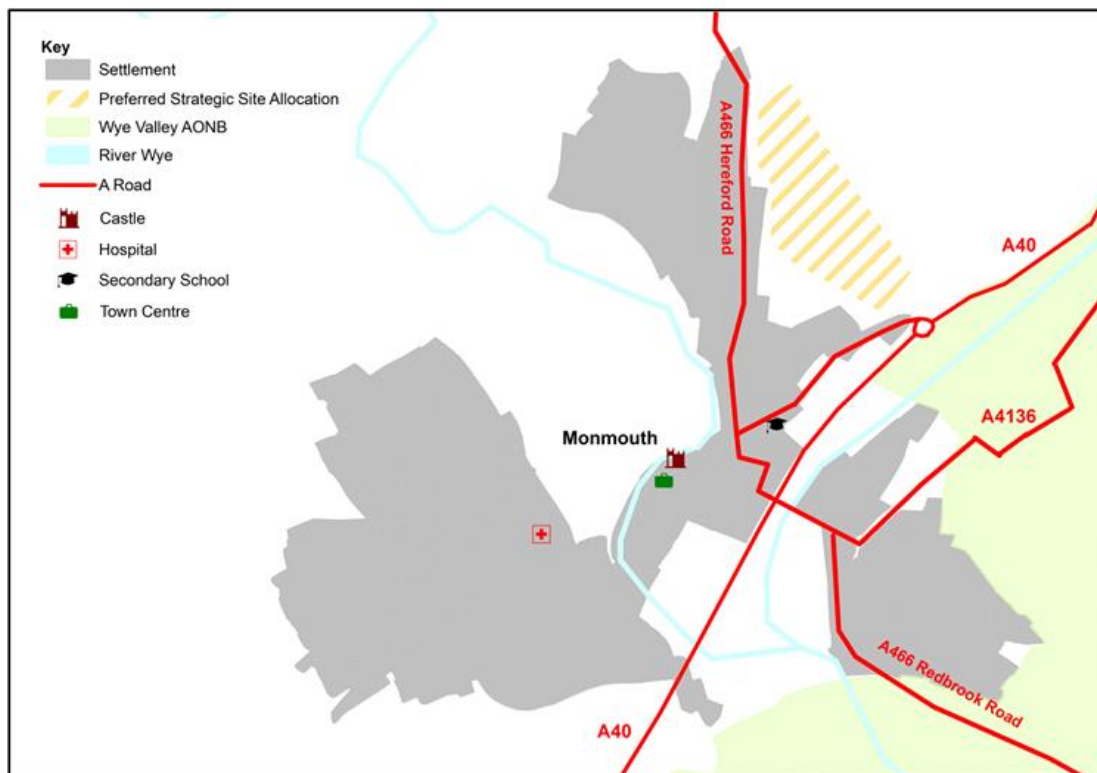 Key
Settlement
Preferred Strategic Site Allocation
Wye Valley AONB
River Wye
A Road
Castle
Hospital
Secondary School
Town Centre
A466 Hereford Road
A40
A4136
Monmouth
A466 Redbrook Road
A40